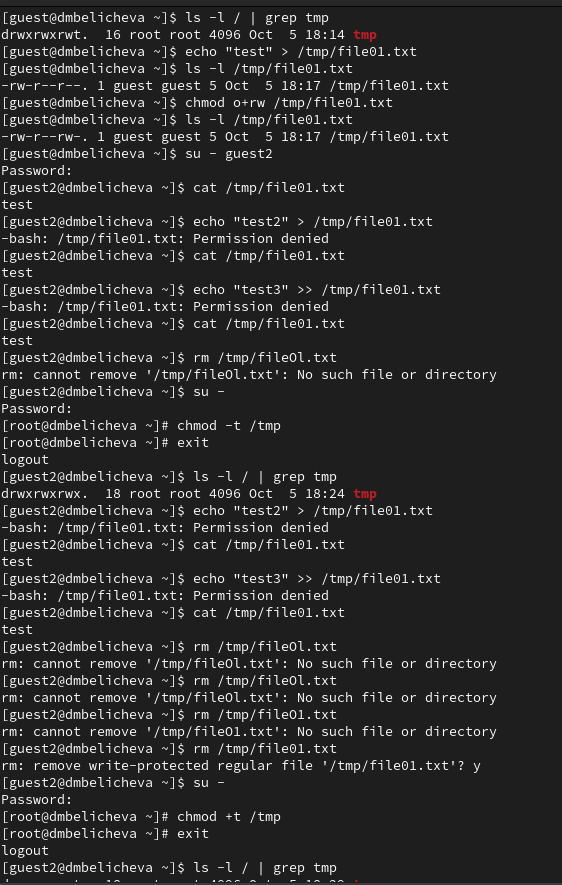 [guest@dmbelicheva ~]$ ls -l / | grep tmp
drwxrwxrwt.  16 root root 4096 Oct  5 18:14 tmp
[guest@dmbelicheva ~]$ echo "test" > /tmp/file01.txt
[guest@dmbelicheva ~]$ ls -l /tmp/file01.txt
-rw-r--r--. 1 guest guest 5 Oct  5 18:17 /tmp/file01.txt
[guest@dmbelicheva ~]$ chmod o+rw /tmp/file01.txt
[guest@dmbelicheva ~]$ ls -l /tmp/file01.txt
-rw-r--rw-. 1 guest guest 5 Oct  5 18:17 /tmp/file01.txt
[guest@dmbelicheva ~]$ su - guest2
Password:
[guest2@dmbelicheva ~]$ cat /tmp/file01.txt
test
[guest2@dmbelicheva ~]$ echo "test2" > /tmp/file01.txt
-bash: /tmp/file01.txt: Permission denied
[guest2@dmbelicheva ~]$ cat /tmp/file01.txt
test
[guest2@dmbelicheva ~]$ echo "test3" >> /tmp/file01.txt
-bash: /tmp/file01.txt: Permission denied
[guest2@dmbelicheva ~]$ cat /tmp/file01.txt
test
[guest2@dmbelicheva ~]$ rm /tmp/fileOl.txt
rm: cannot remove '/tmp/fileOl.txt': No such file or directory
[guest2@dmbelicheva ~]$ su -
Password:
[root@dmbelicheva ~]# chmod -t /tmp
[root@dmbelicheva ~]# exit
logout
[guest2@dmbelicheva ~]$ ls -l / | grep tmp
drwxrwxrwx.  18 root root 4096 Oct  5 18:24 tmp
[guest2@dmbelicheva ~]$ echo "test2" > /tmp/file01.txt
-bash: /tmp/file01.txt: Permission denied
[guest2@dmbelicheva ~]$ cat /tmp/file01.txt
test
[guest2@dmbelicheva ~]$ echo "test3" >> /tmp/file01.txt
-bash: /tmp/file01.txt: Permission denied
[guest2@dmbelicheva ~]$ cat /tmp/file01.txt
test
[guest2@dmbelicheva ~]$ rm /tmp/fileOl.txt
rm: cannot remove '/tmp/fileOl.txt': No such file or directory
[guest2@dmbelicheva ~]$ rm /tmp/fileOl.txt
rm: cannot remove '/tmp/fileOl.txt': No such file or directory
[guest2@dmbelicheva ~]$ rm /tmp/fileO1.txt
rm: cannot remove '/tmp/fileO1.txt': No such file or directory
[guest2@dmbelicheva ~]$ rm /tmp/file01.txt
rm: remove write-protected regular file '/tmp/file01.txt'? y
[guest2@dmbelicheva ~]$ su -
Password:
[root@dmbelicheva ~]# chmod +t /tmp
[root@dmbelicheva ~]# exit
logout
[guest2@dmbelicheva ~]$ ls -l / | grep tmp